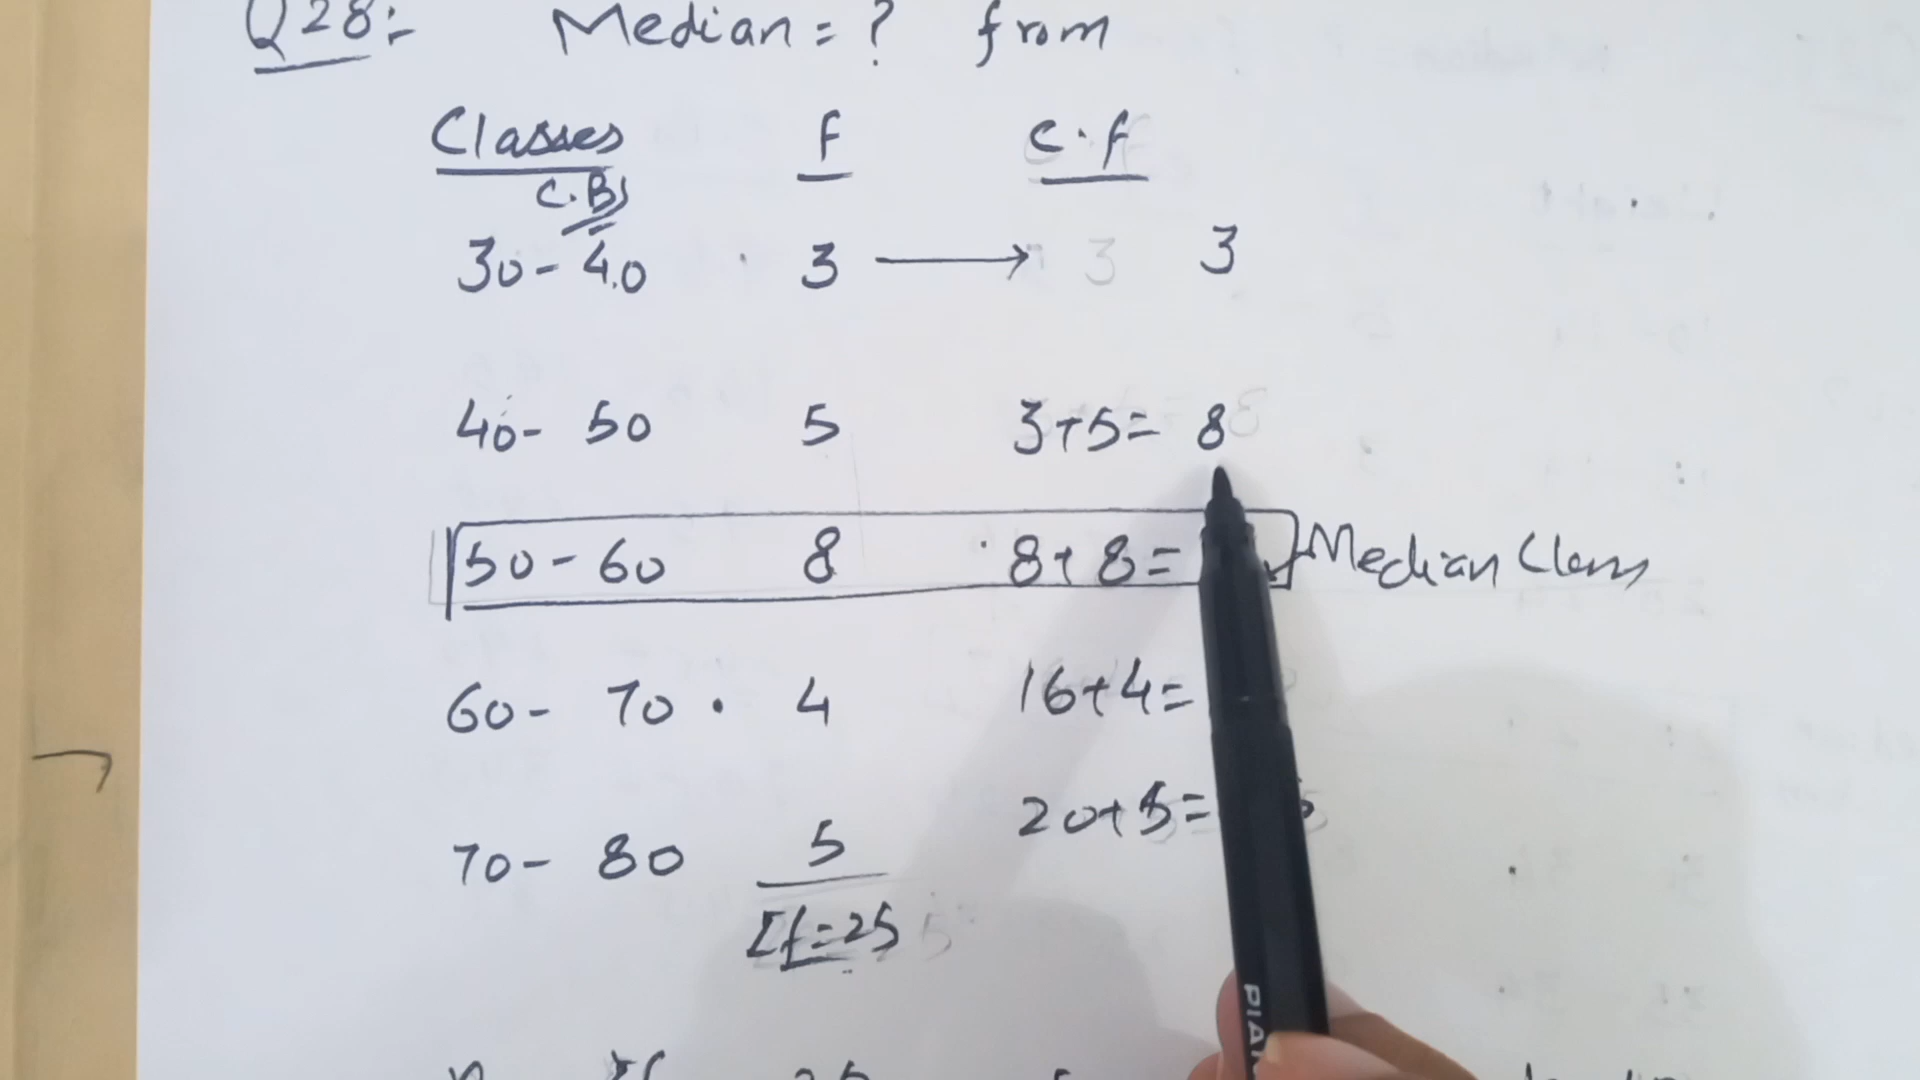 Q28:- Median = ? from
Classes F C.f
C.Bs
30 - 40 3 → 3
40 - 50 5 3+5= 8
50 - 60 8 8+8= Median Class
60 - 70 4 16+4=
70 - 80 5 20+5=
Σf=25
PIAN